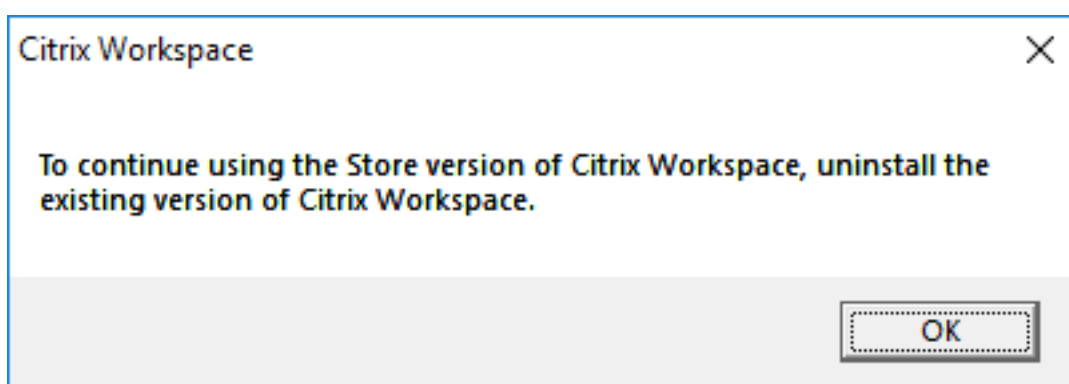 Citrix Workspace
To continue using the Store version of Citrix Workspace, uninstall the
existing version of Citrix Workspace.
OK